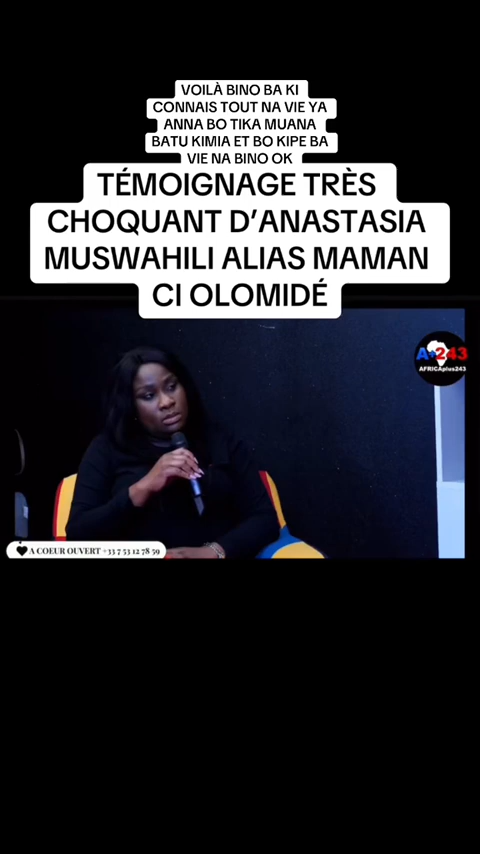 VOILÀ BINO BA KI
CONNAIS TOUT NA VIE YA
ANNA BO TIKA MUANA
BATU KIMIA ET BO KIPE BA
VIE NA BINO OK
TÉMOIGNAGE TRÈS
CHOQUANT D’ANASTASIA
MUSWAHILI ALIAS MAMAN
CI OLOMIDÉ
A+243
AFRICAplus243
A COEUR OUVERT +33 7 53 12 78 59